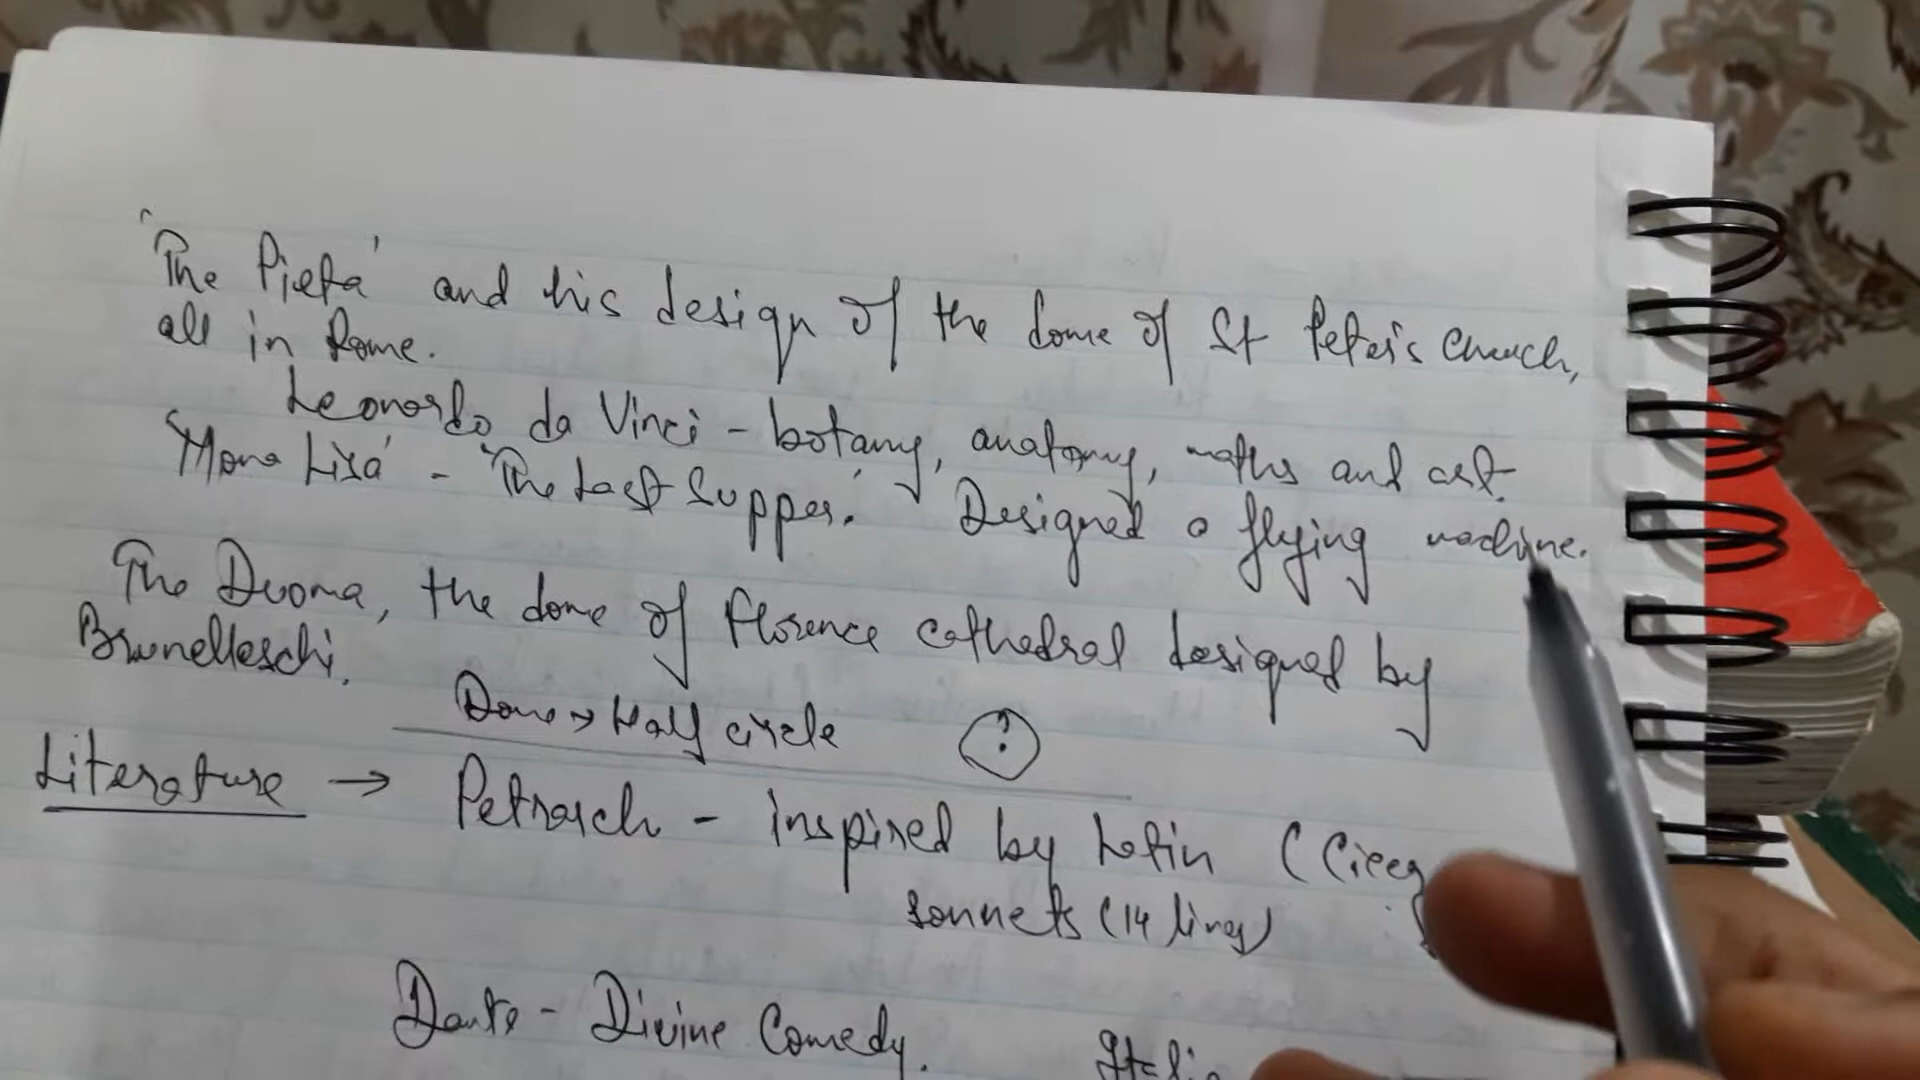 'The Pieta' and his design of the dome of St Peter's Church,
all in Rome.
Leonardo da Vinci - botany, anatomy, maths and art.
'Mona Lisa' - 'The Last Supper.' Designed a flying machine.
The Duoma, the dome of Florence cathedral designed by
Brunelleschi.
Dome → Half circle ?
Literature → Petrarch - inspired by Latin (
sonnets (14 lines)
Dante - Divine Comedy.